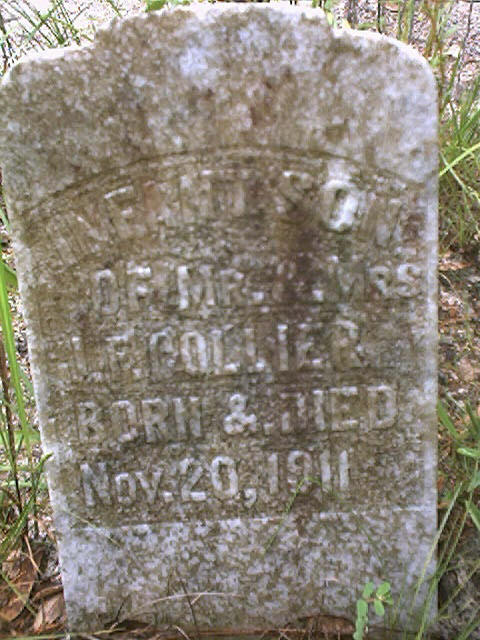 INFANT SON
OF MR. & MRS
J. F. COLLIER
BORN & DIED
NOV. 20, 1911